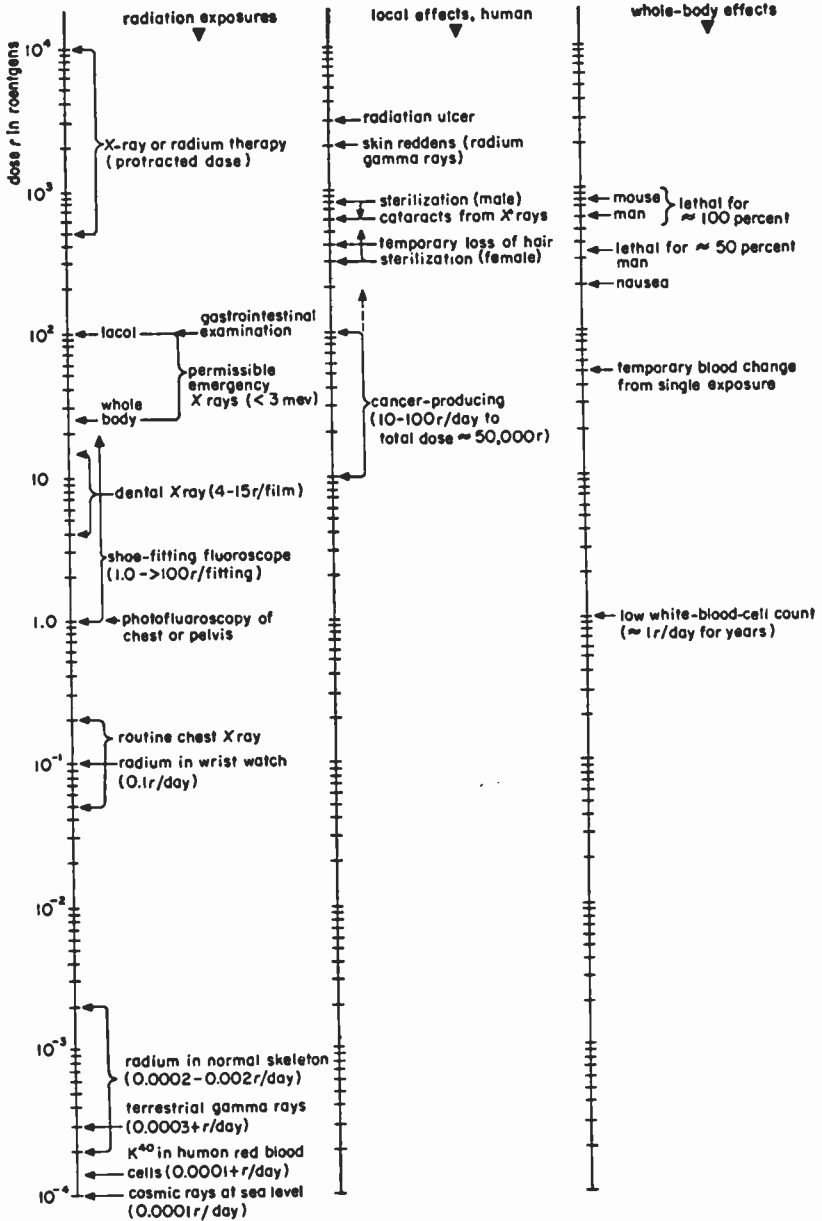 radiation exposures
local effects, human
whole-body effects
dose r in roentgens
10⁴
X-ray or radium therapy
(protracted dose)
10³
local
gastrointestinal
examination
10²
permissible
emergency
X rays (< 3 mev)
whole
body
10
dental X ray (4-15r/film)
shoe-fitting fluoroscope
(1.0->100r/fitting)
1.0
photofluoroscopy of
chest or pelvis
routine chest X ray
10⁻¹
radium in wrist watch
(0.1r/day)
10⁻²
10⁻³
radium in normal skeleton
(0.0002-0.002r/day)
terrestrial gamma rays
(0.0003+r/day)
K⁴⁰ in human red blood
cells (0.0001+r/day)
10⁻⁴
cosmic rays at sea level
(0.0001r/day)
radiation ulcer
skin reddens (radium
gamma rays)
sterilization (male)
cataracts from X rays
temporary loss of hair
sterilization (female)
cancer-producing
(10-100r/day to
total dose ≈ 50,000r)
mouse
man
lethal for
≈ 100 percent
lethal for ≈ 50 percent
man
nausea
temporary blood change
from single exposure
low white-blood-cell count
(≈ 1r/day for years)